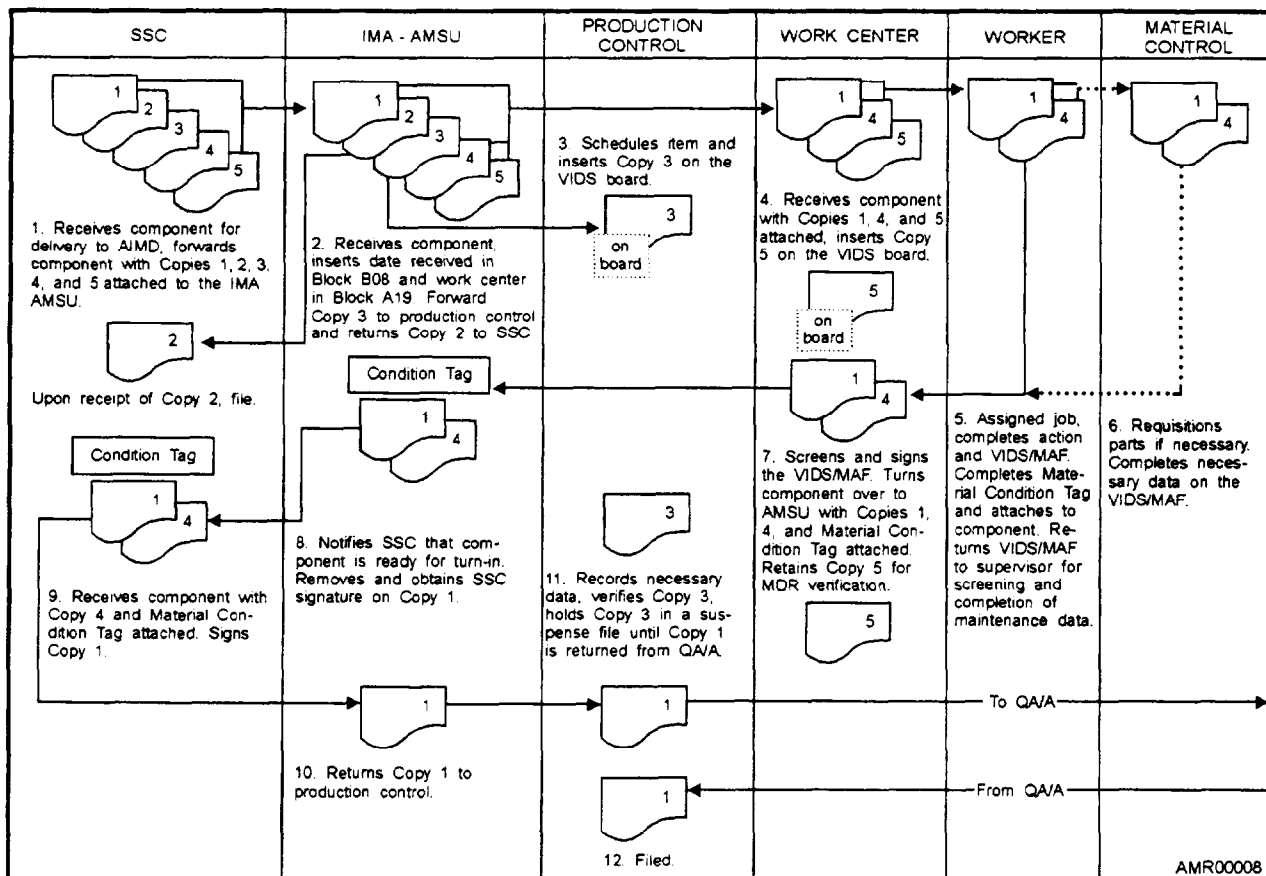 SSC
IMA - AMSU
PRODUCTION
CONTROL
WORK CENTER
WORKER
MATERIAL
CONTROL
1
2
3
4
5
1. Receives component for
delivery to AIMD, forwards
component with Copies 1, 2, 3,
4, and 5 attached to the IMA
AMSU.
2
Upon receipt of Copy 2, file.
Condition Tag
1
4
9. Receives component with
Copy 4 and Material Con-
dition Tag attached. Signs
Copy 1.
1
2
3
4
5
2. Receives component,
inserts date received in
Block B08 and work center
in Block A19. Forward
Copy 3 to production control
and returns Copy 2 to SSC
Condition Tag
1
4
8. Notifies SSC that com-
ponent is ready for turn-in.
Removes and obtains SSC
signature on Copy 1.
1
10. Returns Copy 1 to
production control.
3. Schedules item and
inserts Copy 3 on the
VIDS board.
3
on
board
3
11. Records necessary
data, verifies Copy 3,
holds Copy 3 in a sus-
pense file until Copy 1
is returned from QA/A.
1
1
12. Filed.
1
4
5
4. Receives component
with Copies 1, 4, and 5
attached, inserts Copy
5 on the VIDS board.
5
on
board
1
4
7. Screens and signs
the VIDS/MAF. Turns
component over to
AMSU with Copies 1,
4, and Material Con-
dition Tag attached.
Retains Copy 5 for
MDR verification.
5
1
4
5. Assigned job,
completes action
and VIDS/MAF.
Completes Mate-
rial Condition Tag
and attaches to
component. Re-
turns VIDS/MAF
to supervisor for
screening and
completion of
maintenance data.
To QA/A
From QA/A
1
4
6. Requisitions
parts if necessary.
Completes neces-
sary data on the
VIDS/MAF.
AMR00008